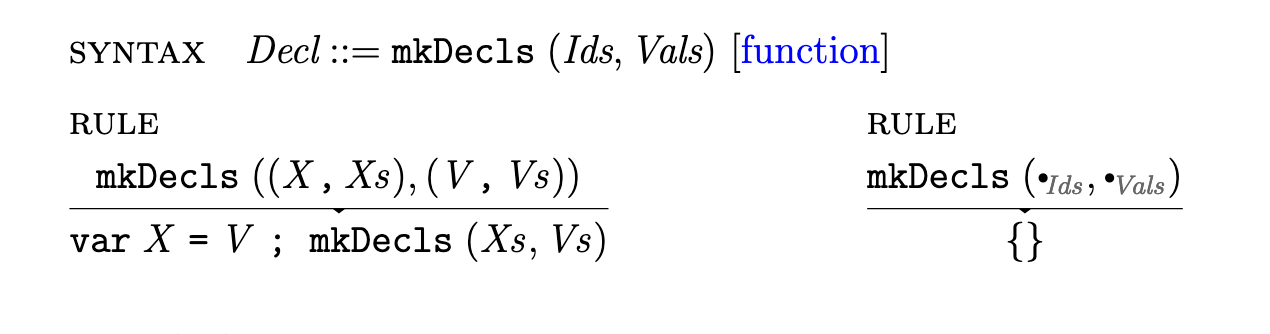 SYNTAX Decl ::= mkDecls (Ids, Vals) [function]
RULE
mkDecls ((X , Xs),(V , Vs))
var X = V ; mkDecls (Xs, Vs)
RULE
mkDecls (•Ids, •Vals)
{}